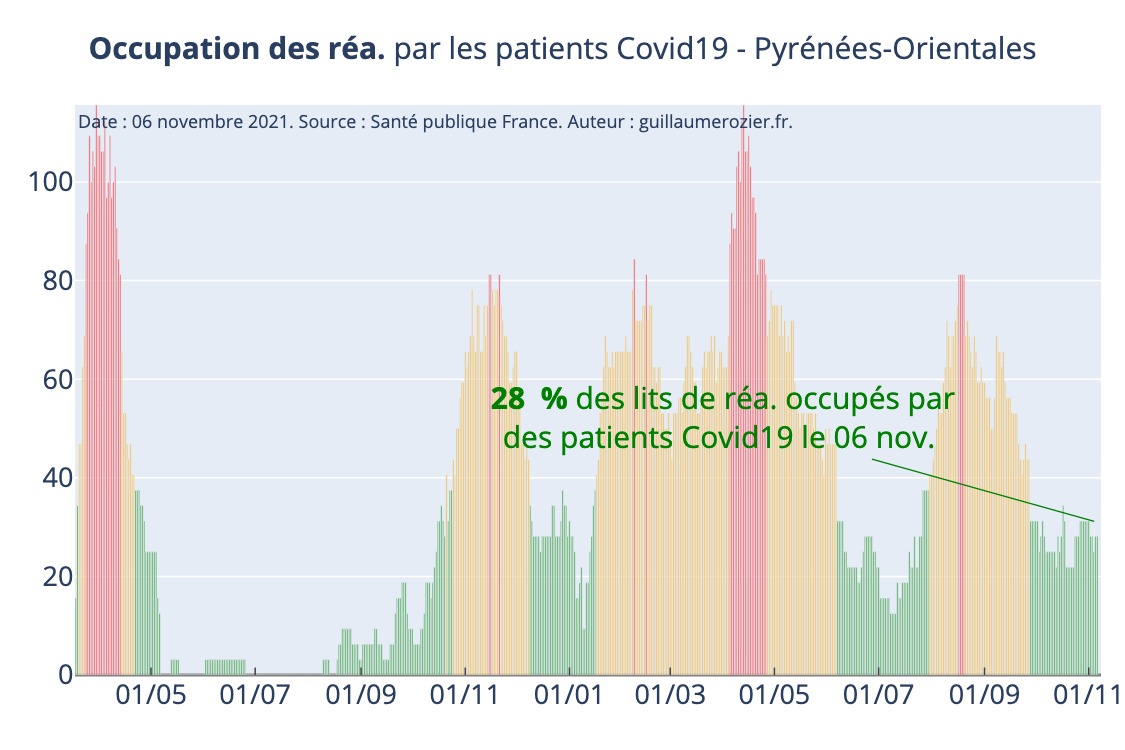 Occupation des réa. par les patients Covid19 - Pyrénées-Orientales
Date : 06 novembre 2021. Source : Santé publique France. Auteur : guillaumerozier.fr.
100
80
60
40
20
0
28 % des lits de réa. occupés par
des patients Covid19 le 06 nov.
01/05 01/07 01/09 01/11 01/01 01/03 01/05 01/07 01/09 01/11